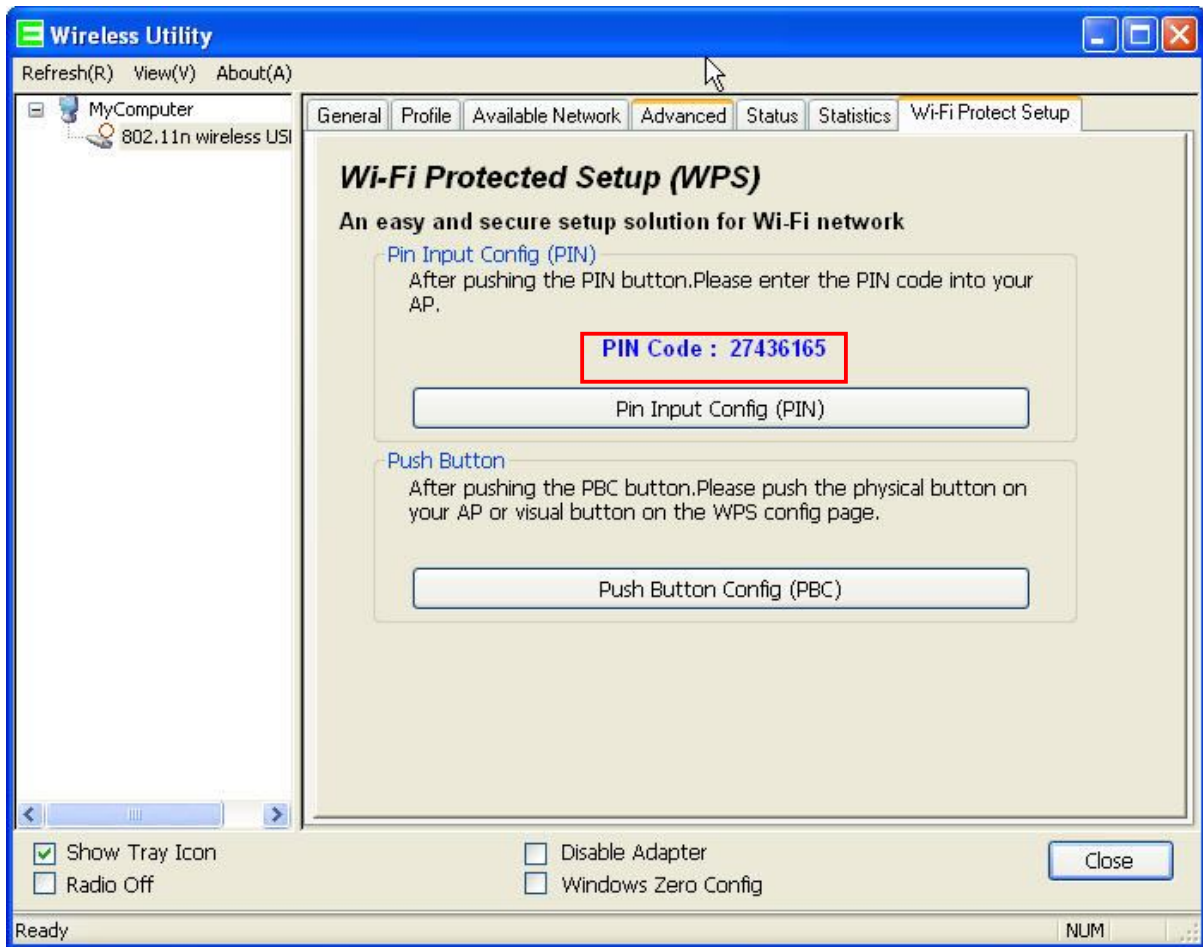 Wireless Utility
Refresh(R) View(V) About(A)
MyComputer
802.11n wireless USI
General Profile Available Network Advanced Status Statistics Wi-Fi Protect Setup
Wi-Fi Protected Setup (WPS)
An easy and secure setup solution for Wi-Fi network
Pin Input Config (PIN)
After pushing the PIN button.Please enter the PIN code into your
AP.
PIN Code : 27436165
Pin Input Config (PIN)
Push Button
After pushing the PBC button.Please push the physical button on
your AP or visual button on the WPS config page.
Push Button Config (PBC)
Show Tray Icon
Radio Off
Disable Adapter
Windows Zero Config
Close
Ready
NUM